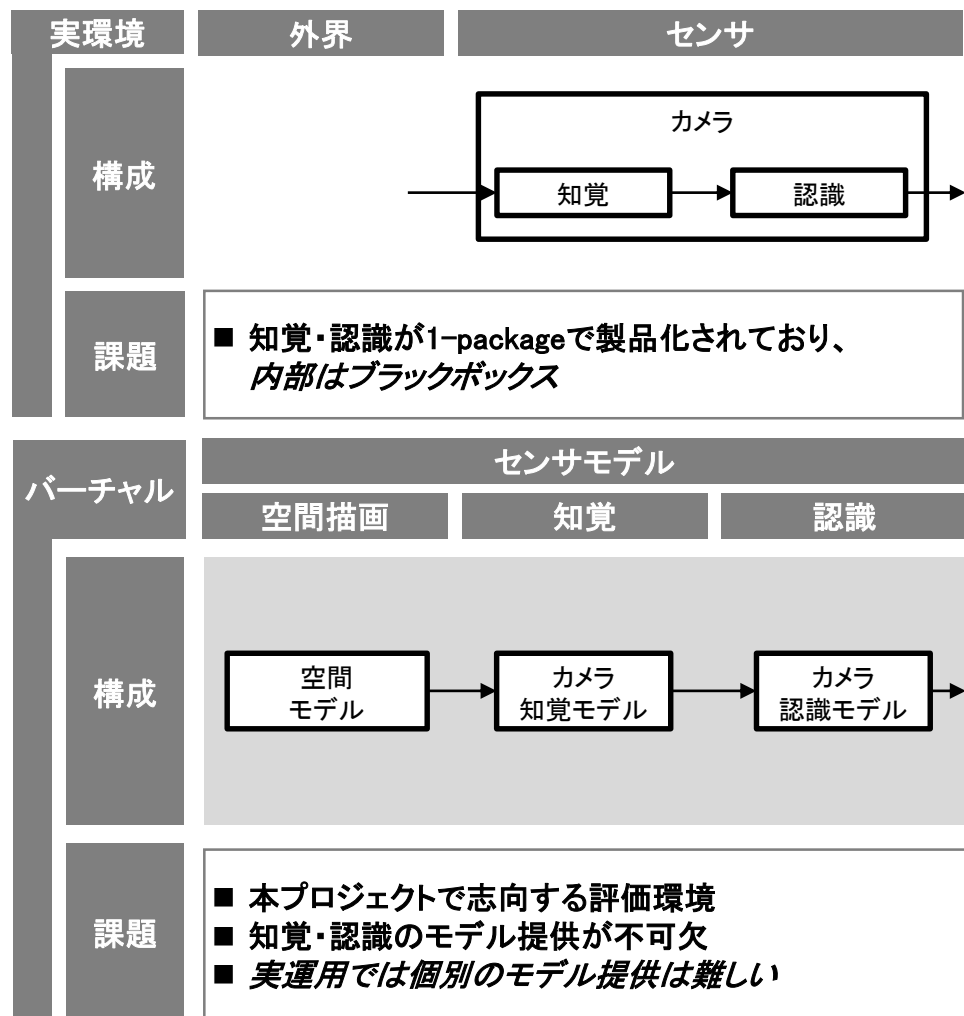 実環境
外界
センサ
構成
カメラ
知覚
認識
課題
■ 知覚・認識が1-packageで製品化されており、
内部はブラックボックス
バーチャル
センサモデル
空間描画
知覚
認識
構成
空間
モデル
カメラ
知覚モデル
カメラ
認識モデル
課題
■ 本プロジェクトで志向する評価環境
■ 知覚・認識のモデル提供が不可欠
■ 実運用では個別のモデル提供は難しい